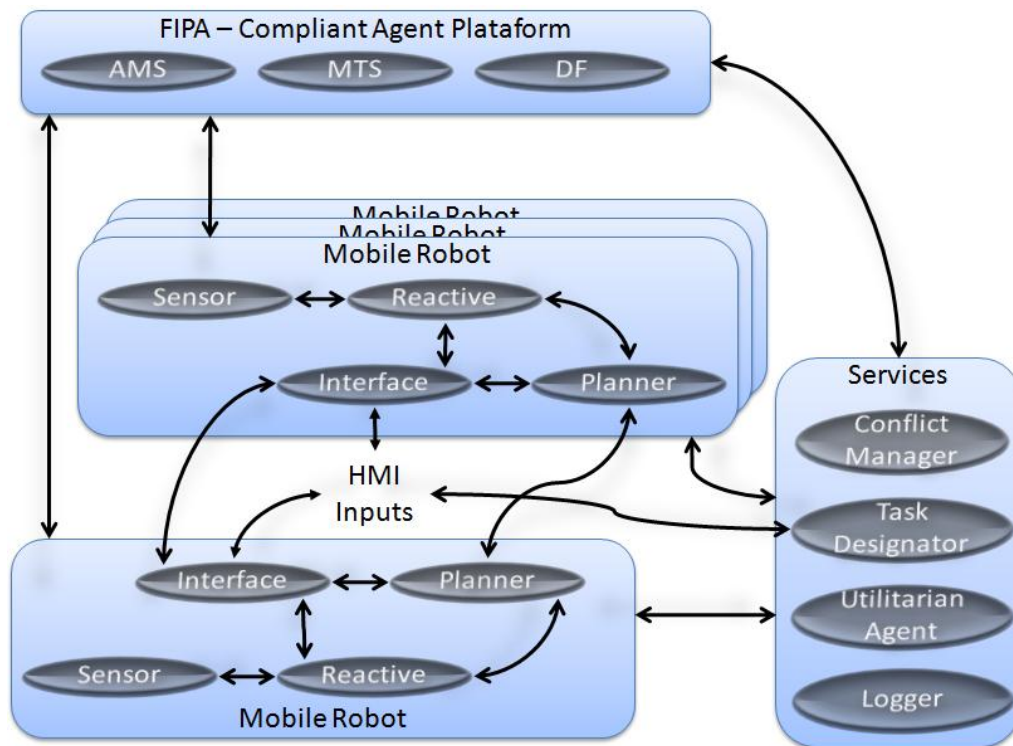 FIPA – Compliant Agent Plataform
AMS
MTS
DF
Mobile Robot
Mobile Robot
Mobile Robot
Sensor
Reactive
Interface
Planner
Services
Conflict
Manager
HMI
Inputs
Task
Designator
Interface
Planner
Utilitarian
Agent
Sensor
Reactive
Logger
Mobile Robot